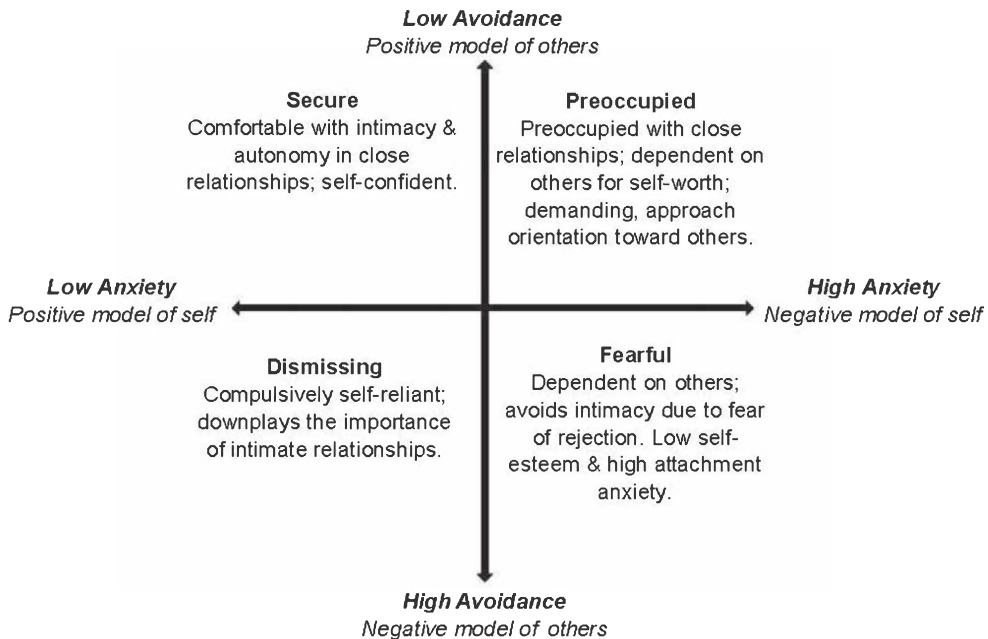 Low Avoidance
Positive model of others
Secure
Comfortable with intimacy &
autonomy in close
relationships; self-confident.
Preoccupied
Preoccupied with close
relationships; dependent on
others for self-worth;
demanding, approach
orientation toward others.
Low Anxiety
Positive model of self
High Anxiety
Negative model of self
Dismissing
Compulsively self-reliant;
downplays the importance
of intimate relationships.
Fearful
Dependent on others;
avoids intimacy due to fear
of rejection. Low self-
esteem & high attachment
anxiety.
High Avoidance
Negative model of others